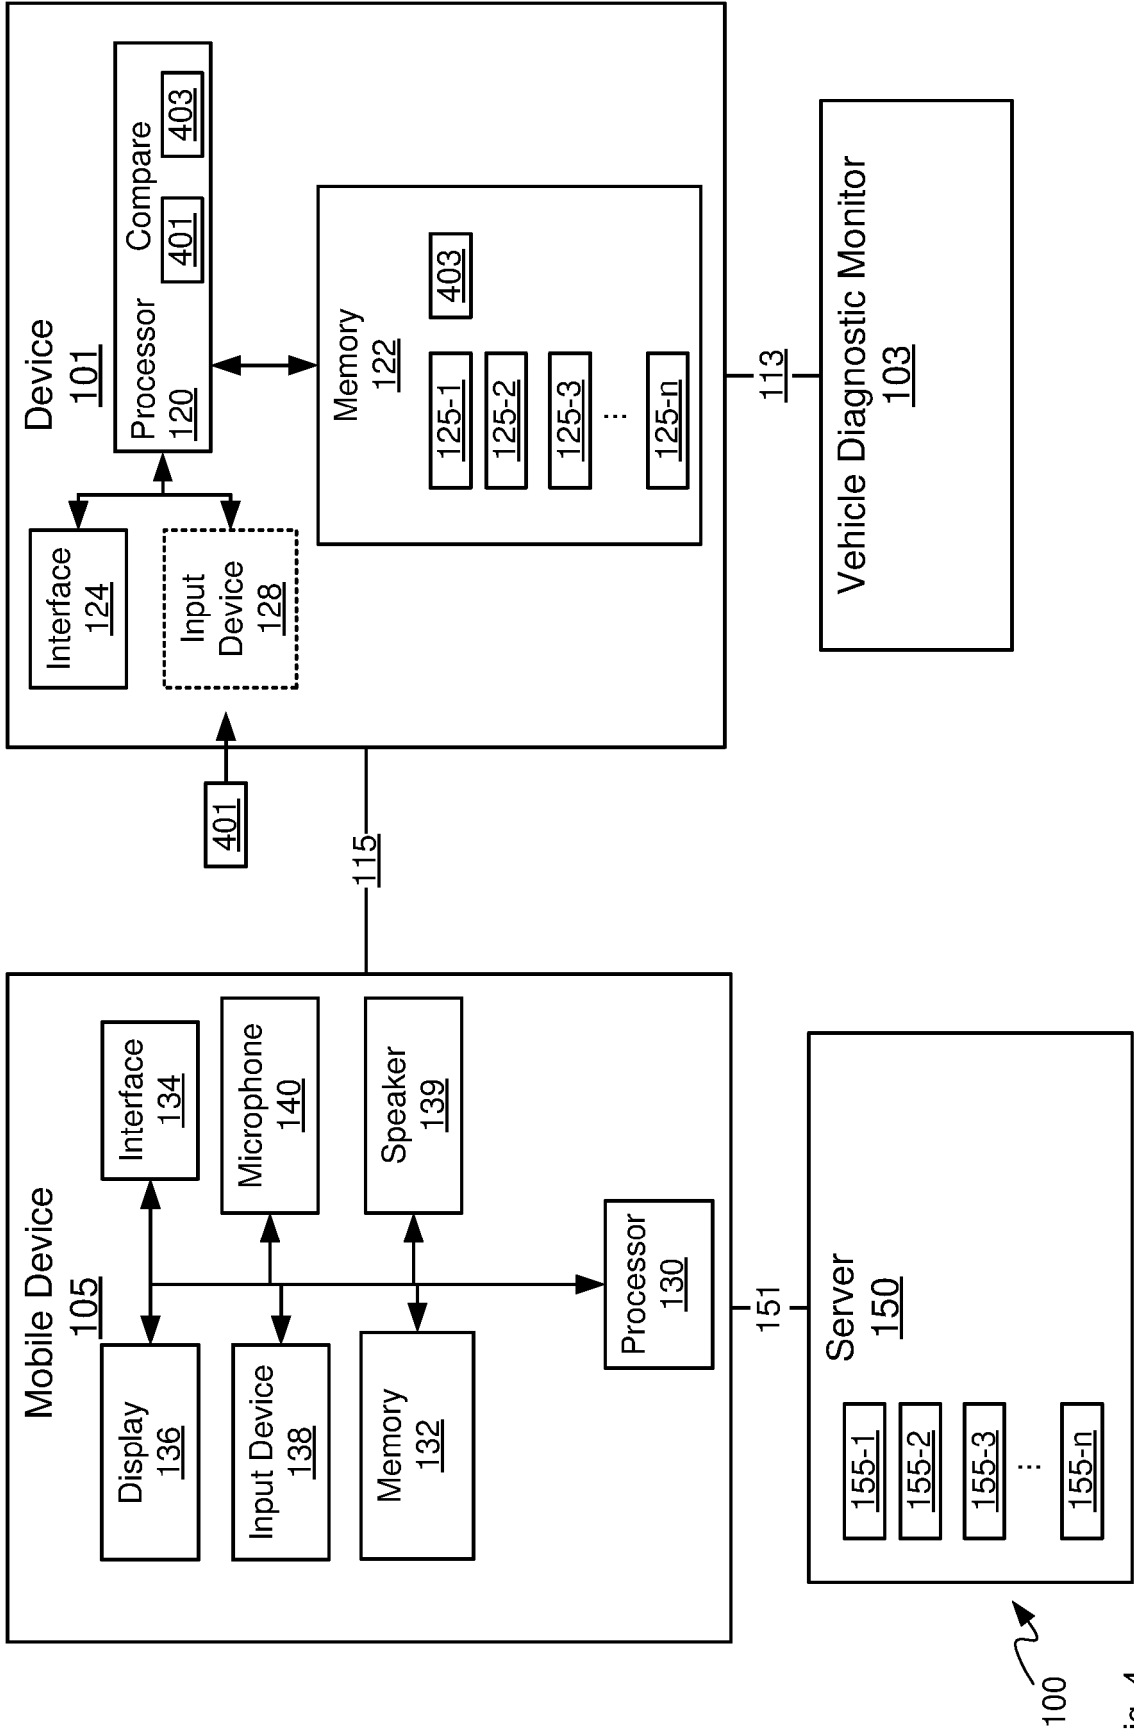 Mobile Device
105
Display
136
Interface
134
Input Device
138
Microphone
140
Memory
132
Speaker
139
Processor
130
151
Server
150
155-1
155-2
155-3
...
155-n
100
401
115
Device
101
Interface
124
Input
Device
128
Processor
120
Compare
401
403
Memory
122
125-1
125-2
125-3
...
125-n
403
113
Vehicle Diagnostic Monitor
103